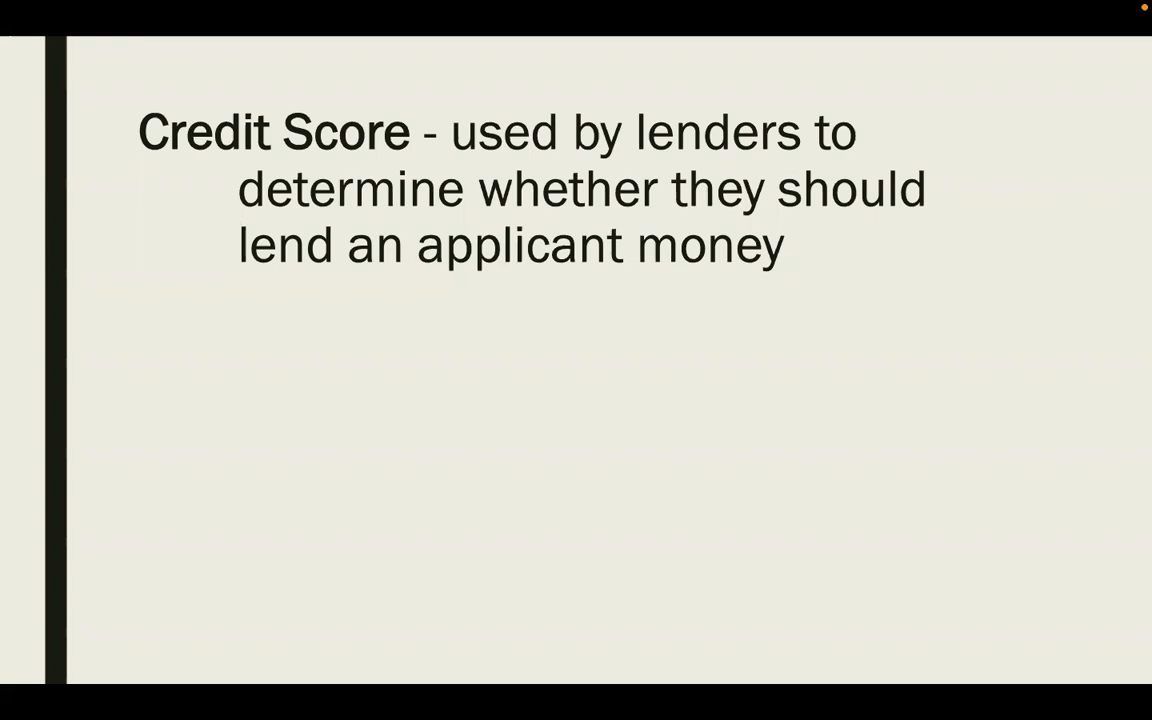 Credit Score - used by lenders to
determine whether they should
lend an applicant money